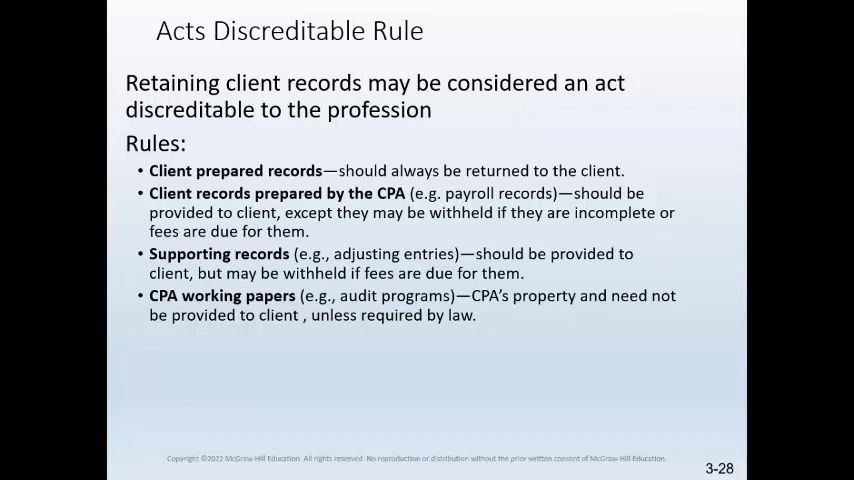 Acts Discreditable Rule
Retaining client records may be considered an act
discreditable to the profession
Rules:
• Client prepared records—should always be returned to the client.
• Client records prepared by the CPA (e.g. payroll records)—should be
provided to client, except they may be withheld if they are incomplete or
fees are due for them.
• Supporting records (e.g., adjusting entries)—should be provided to
client, but may be withheld if fees are due for them.
• CPA working papers (e.g., audit programs)—CPA's property and need not
be provided to client , unless required by law.
Copyright ©2022 McGraw-Hill Education. All rights reserved. No reproduction or distribution without the prior written consent of McGraw-Hill Education.
3-28